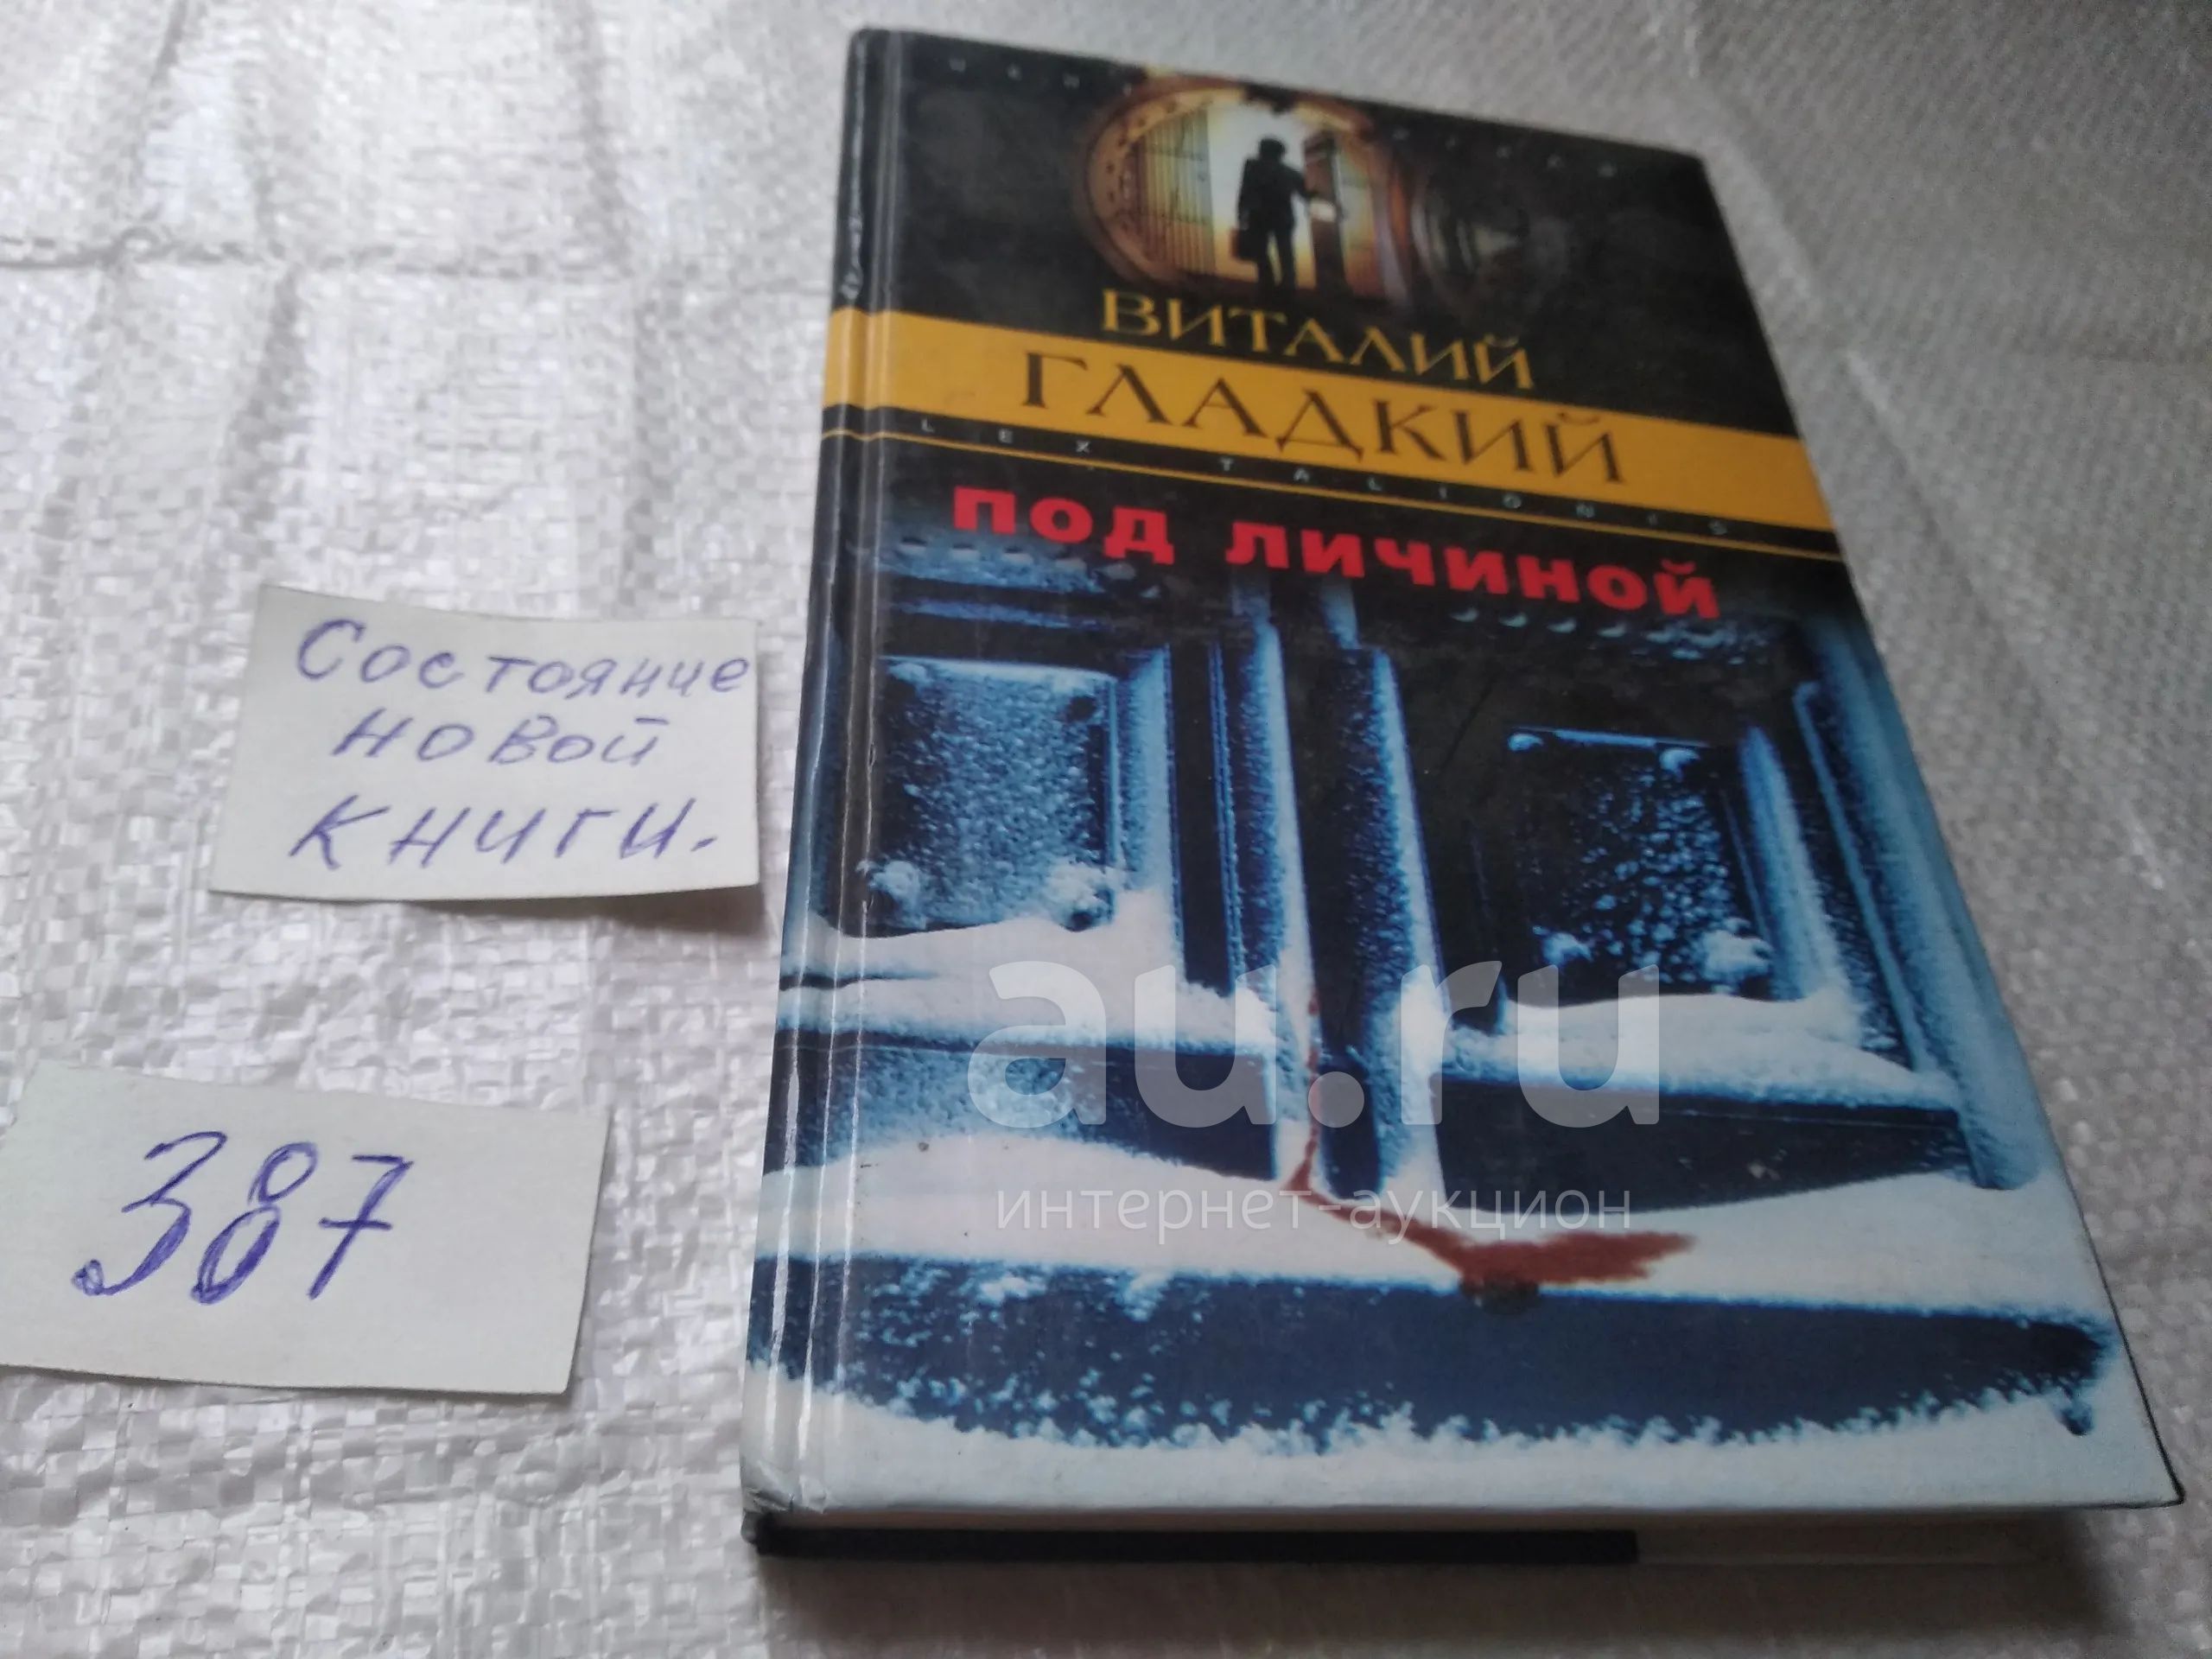 ВИТАЛИЙ
ГЛАДКИЙ
LEX TALIONIS
ПОД ЛИЧИНОЙ
Состояние
новой
книги.
387
au.ru
интернет-аукцион